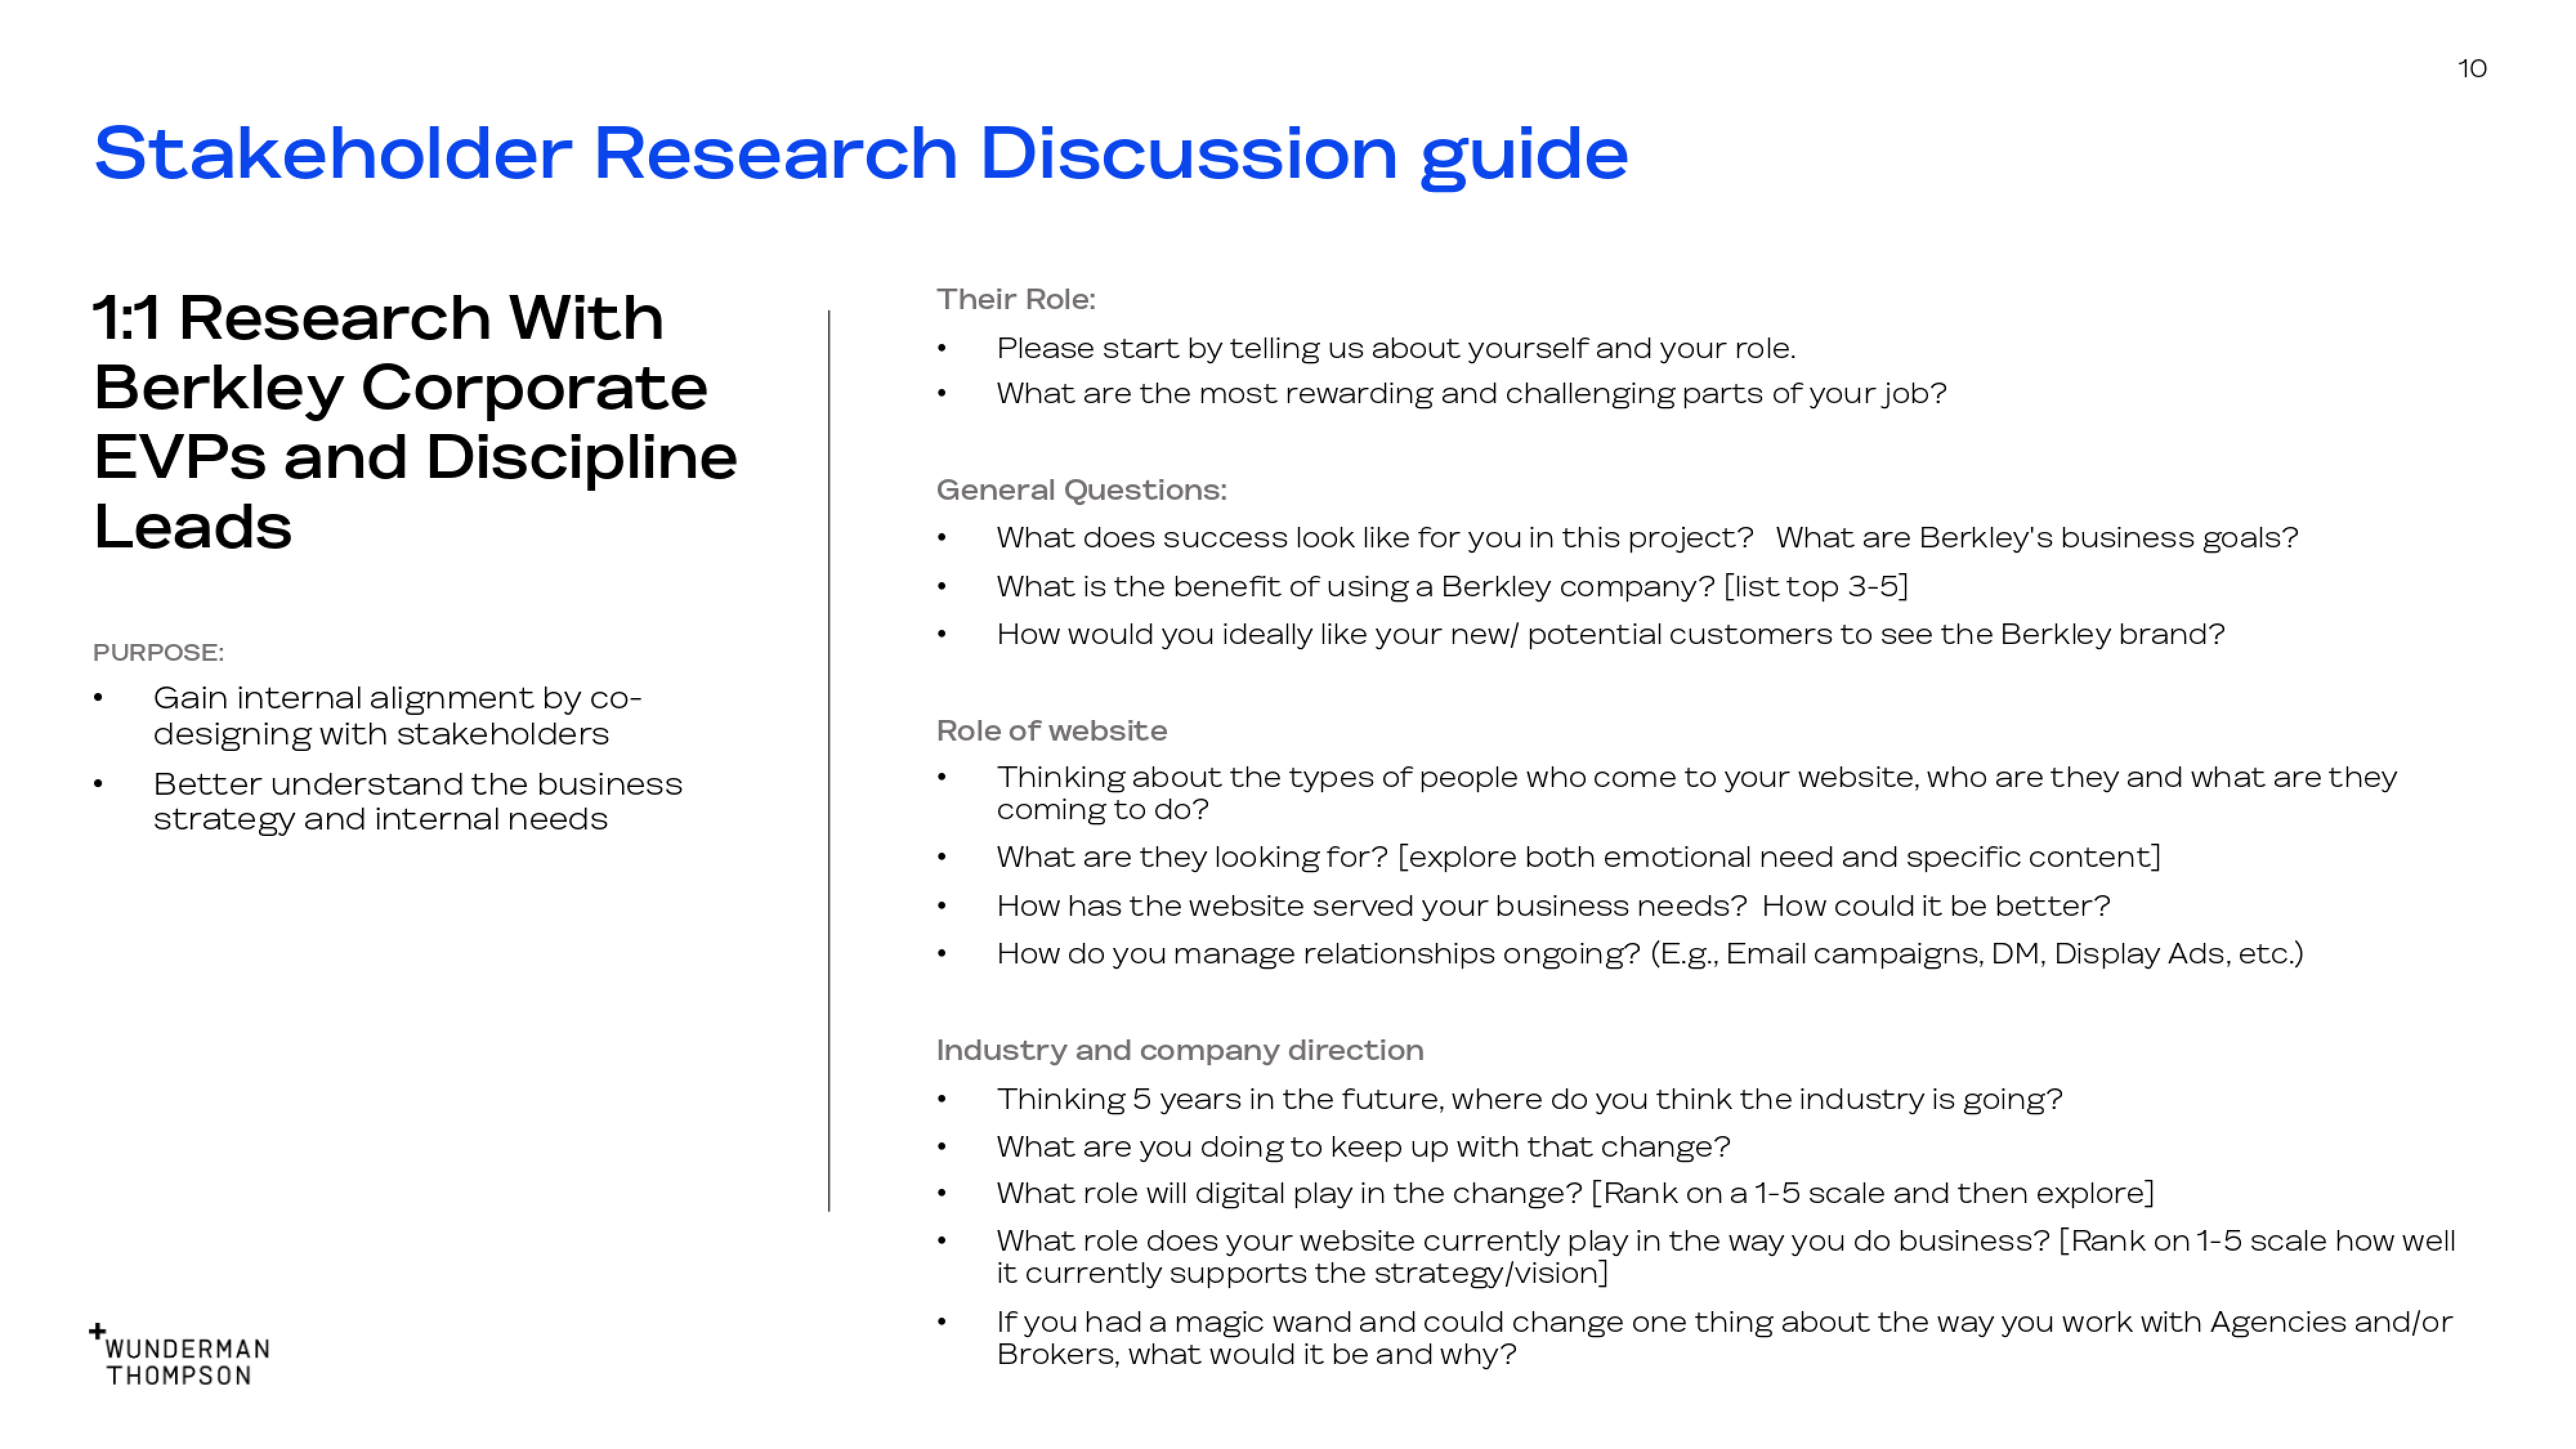 10
Stakeholder Research Discussion guide
1:1 Research With
Berkley Corporate
EVPs and Discipline
Leads
PURPOSE:
• Gain internal alignment by co-
designing with stakeholders
• Better understand the business
strategy and internal needs
Their Role:
• Please start by telling us about yourself and your role.
• What are the most rewarding and challenging parts of your job?
General Questions:
• What does success look like for you in this project?   What are Berkley's business goals?
• What is the benefit of using a Berkley company? [list top 3-5]
• How would you ideally like your new/ potential customers to see the Berkley brand?
Role of website
• Thinking about the types of people who come to your website, who are they and what are they
coming to do?
• What are they looking for? [explore both emotional need and specific content]
• How has the website served your business needs?  How could it be better?
• How do you manage relationships ongoing? (E.g., Email campaigns, DM, Display Ads, etc.)
Industry and company direction
• Thinking 5 years in the future, where do you think the industry is going?
• What are you doing to keep up with that change?
• What role will digital play in the change? [Rank on a 1-5 scale and then explore]
• What role does your website currently play in the way you do business? [Rank on 1-5 scale how well
it currently supports the strategy/vision]
• If you had a magic wand and could change one thing about the way you work with Agencies and/or
Brokers, what would it be and why?
+WUNDERMAN
THOMPSON